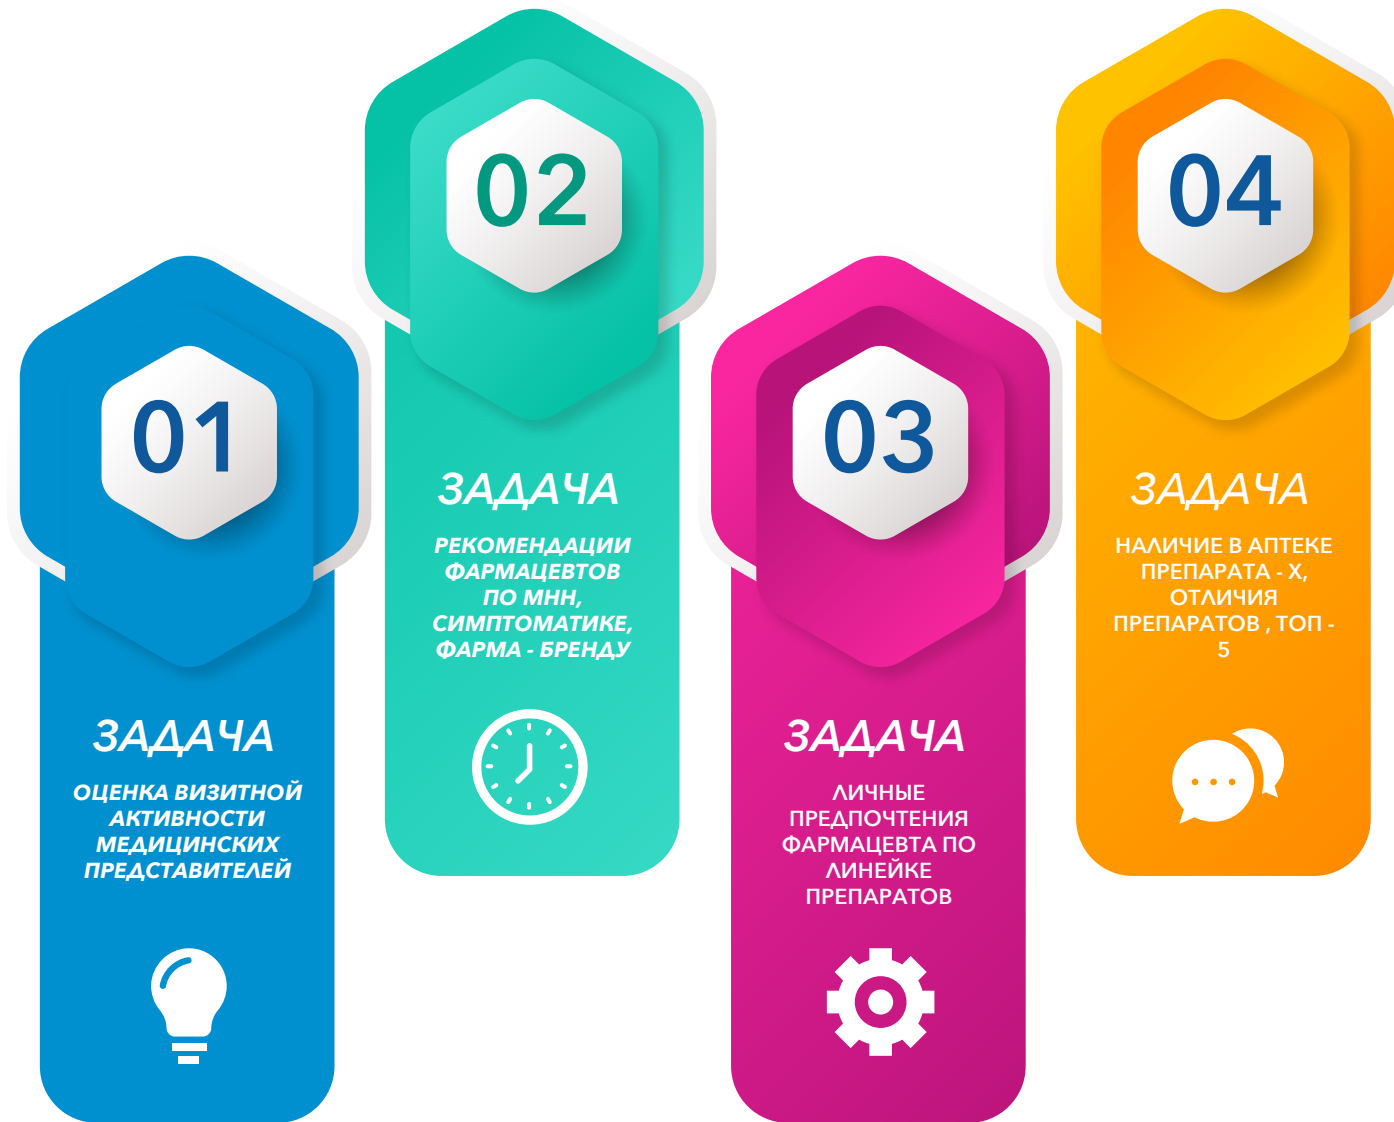 01
ЗАДАЧА
ОЦЕНКА ВИЗИТНОЙ
АКТИВНОСТИ
МЕДИЦИНСКИХ
ПРЕДСТАВИТЕЛЕЙ
02
ЗАДАЧА
РЕКОМЕНДАЦИИ
ФАРМАЦЕВТОВ
ПО МНН,
СИМПТОМАТИКЕ,
ФАРМА - БРЕНДУ
03
ЗАДАЧА
ЛИЧНЫЕ
ПРЕДПОЧТЕНИЯ
ФАРМАЦЕВТА ПО
ЛИНЕЙКЕ
ПРЕПАРАТОВ
04
ЗАДАЧА
НАЛИЧИЕ В АПТЕКЕ
ПРЕПАРАТА - Х,
ОТЛИЧИЯ
ПРЕПАРАТОВ , ТОП -
5